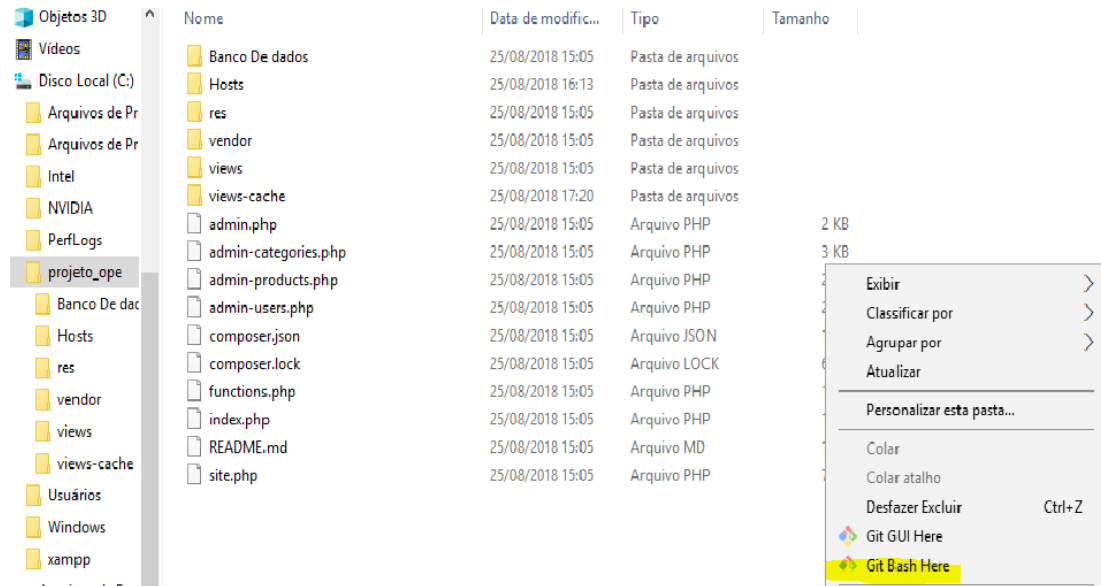 Objetos 3D
Vídeos
Disco Local (C:)
Arquivos de Pr
Arquivos de Pr
Intel
NVIDIA
PerfLogs
projeto_ope
Banco De dad
Hosts
res
vendor
views
views-cache
Usuários
Windows
xampp
Nome Data de modific... Tipo Tamanho
Banco De dados 25/08/2018 15:05 Pasta de arquivos
Hosts 25/08/2018 16:13 Pasta de arquivos
res 25/08/2018 15:05 Pasta de arquivos
vendor 25/08/2018 15:05 Pasta de arquivos
views 25/08/2018 15:05 Pasta de arquivos
views-cache 25/08/2018 17:20 Pasta de arquivos
admin.php 25/08/2018 15:05 Arquivo PHP 2 KB
admin-categories.php 25/08/2018 15:05 Arquivo PHP 3 KB
admin-products.php 25/08/2018 15:05 Arquivo PHP
admin-users.php 25/08/2018 15:05 Arquivo PHP
composer.json 25/08/2018 15:05 Arquivo JSON
composer.lock 25/08/2018 15:05 Arquivo LOCK
functions.php 25/08/2018 15:05 Arquivo PHP
index.php 25/08/2018 15:05 Arquivo PHP
README.md 25/08/2018 15:05 Arquivo MD
site.php 25/08/2018 15:05 Arquivo PHP
Exibir
Classificar por
Agrupar por
Atualizar
Personalizar esta pasta...
Colar
Colar atalho
Desfazer Excluir Ctrl+Z
Git GUI Here
Git Bash Here